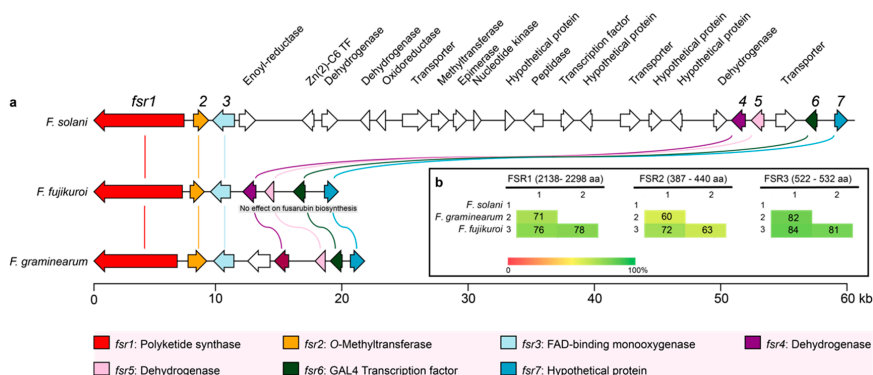 Enoyl-reductase
Zn(2)-C6 TF
Dehydrogenase
Dehydrogenase
Oxidoreductase
Transporter
Methyltransferase
Epimerase
Nucleotide kinase
Hypothetical protein
Peptidase
Transcription factor
Hypothetical protein
Transporter
Hypothetical protein
Hypothetical protein
Dehydrogenase
Transporter
a
fsr1 2 3 4 5 6 7
F. solani
F. fujikuroi
No effect on fusarubin biosynthesis
F. graminearum
b
FSR1 (2138- 2298 aa) FSR2 (387 - 440 aa) FSR3 (522 - 532 aa)
1 2 1 2 1 2
F. solani 1 1 1
F. graminearum 2 71 2 60 2 82
F. fujikuroi 3 76 78 3 72 63 3 84 81
0 100%
0 10 20 30 40 50 60 kb
fsr1: Polyketide synthase fsr2: O-Methyltransferase fsr3: FAD-binding monooxygenase fsr4: Dehydrogenase
fsr5: Dehydrogenase fsr6: GAL4 Transcription factor fsr7: Hypothetical protein